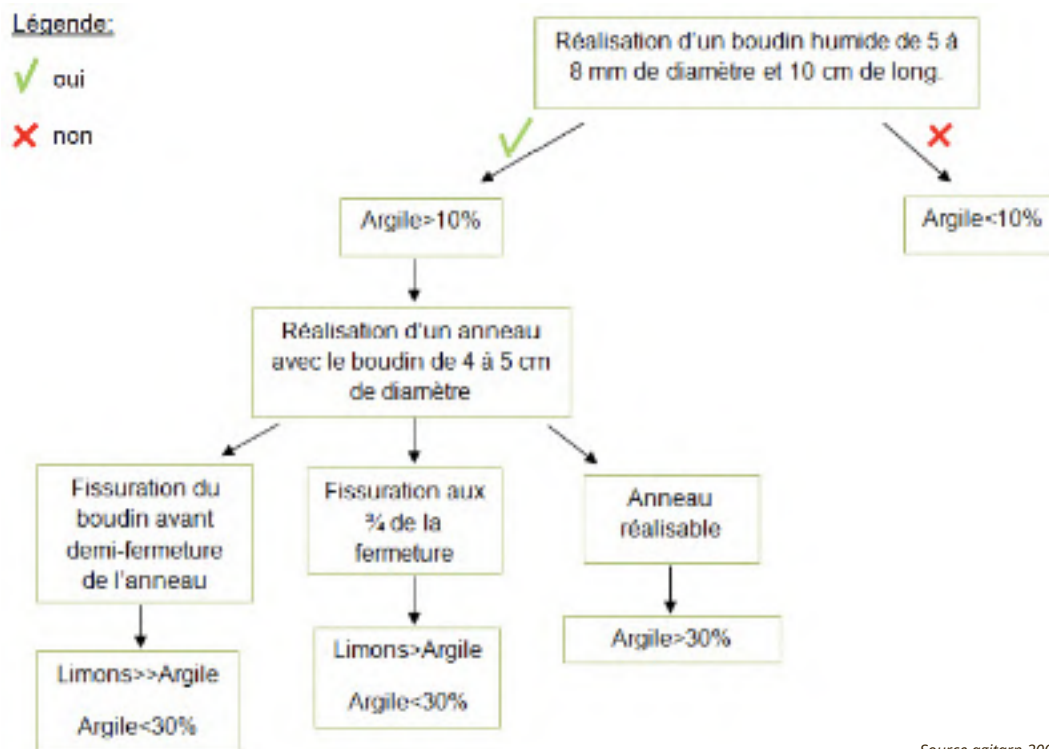 Légende:
oui
non
Réalisation d'un boudin humide de 5 à
8 mm de diamètre et 10 cm de long.
Argile>10%
Argile<10%
Réalisation d'un anneau
avec le boudin de 4 à 5 cm
de diamètre
Fissuration du
boudin avant
demi-fermeture
de l'anneau
Fissuration aux
¾ de la
fermeture
Anneau
réalisable
Limons>>Argile
Argile<30%
Limons>Argile
Argile<30%
Argile>30%
Source agitarn